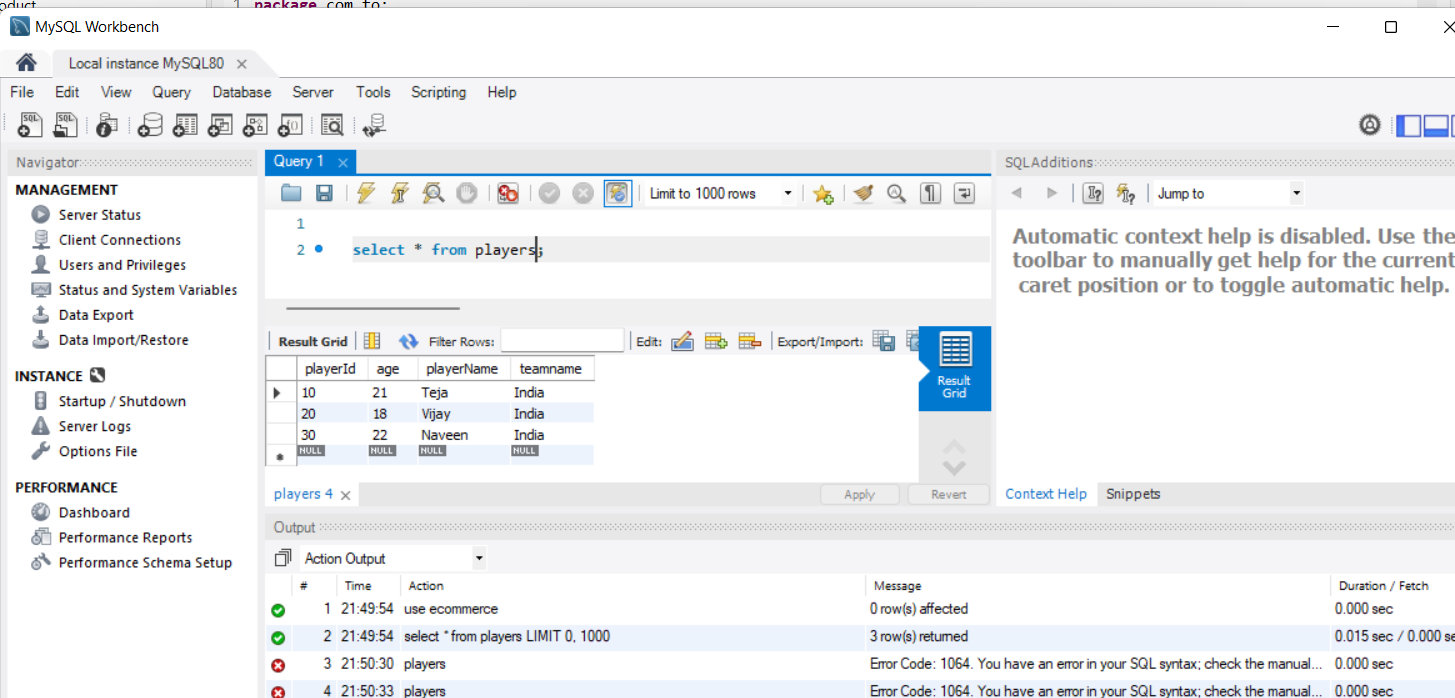 oduct
1 package com.to;
MySQL Workbench
Local instance MySQL80
File Edit View Query Database Server Tools Scripting Help
Navigator
MANAGEMENT
Server Status
Client Connections
Users and Privileges
Status and System Variables
Data Export
Data Import/Restore
INSTANCE
Startup / Shutdown
Server Logs
Options File
PERFORMANCE
Dashboard
Performance Reports
Performance Schema Setup
Query 1
Limit to 1000 rows
1
2 select * from players;
Result Grid Filter Rows: Edit: Export/Import:
playerId age playerName teamname
10 21 Teja India
20 18 Vijay India
30 22 Naveen India
NULL NULL NULL NULL
Result
Grid
players 4 Apply Revert
SQLAdditions
Jump to
Automatic context help is disabled. Use the
toolbar to manually get help for the current
caret position or to toggle automatic help.
Context Help Snippets
Output
Action Output
# Time Action Message Duration / Fetch
1 21:49:54 use ecommerce 0 row(s) affected 0.000 sec
2 21:49:54 select * from players LIMIT 0, 1000 3 row(s) returned 0.015 sec / 0.000 se
3 21:50:30 players Error Code: 1064. You have an error in your SQL syntax; check the manual... 0.000 sec
4 21:50:33 players Error Code: 1064. You have an error in your SQL syntax; check the manual... 0.000 sec